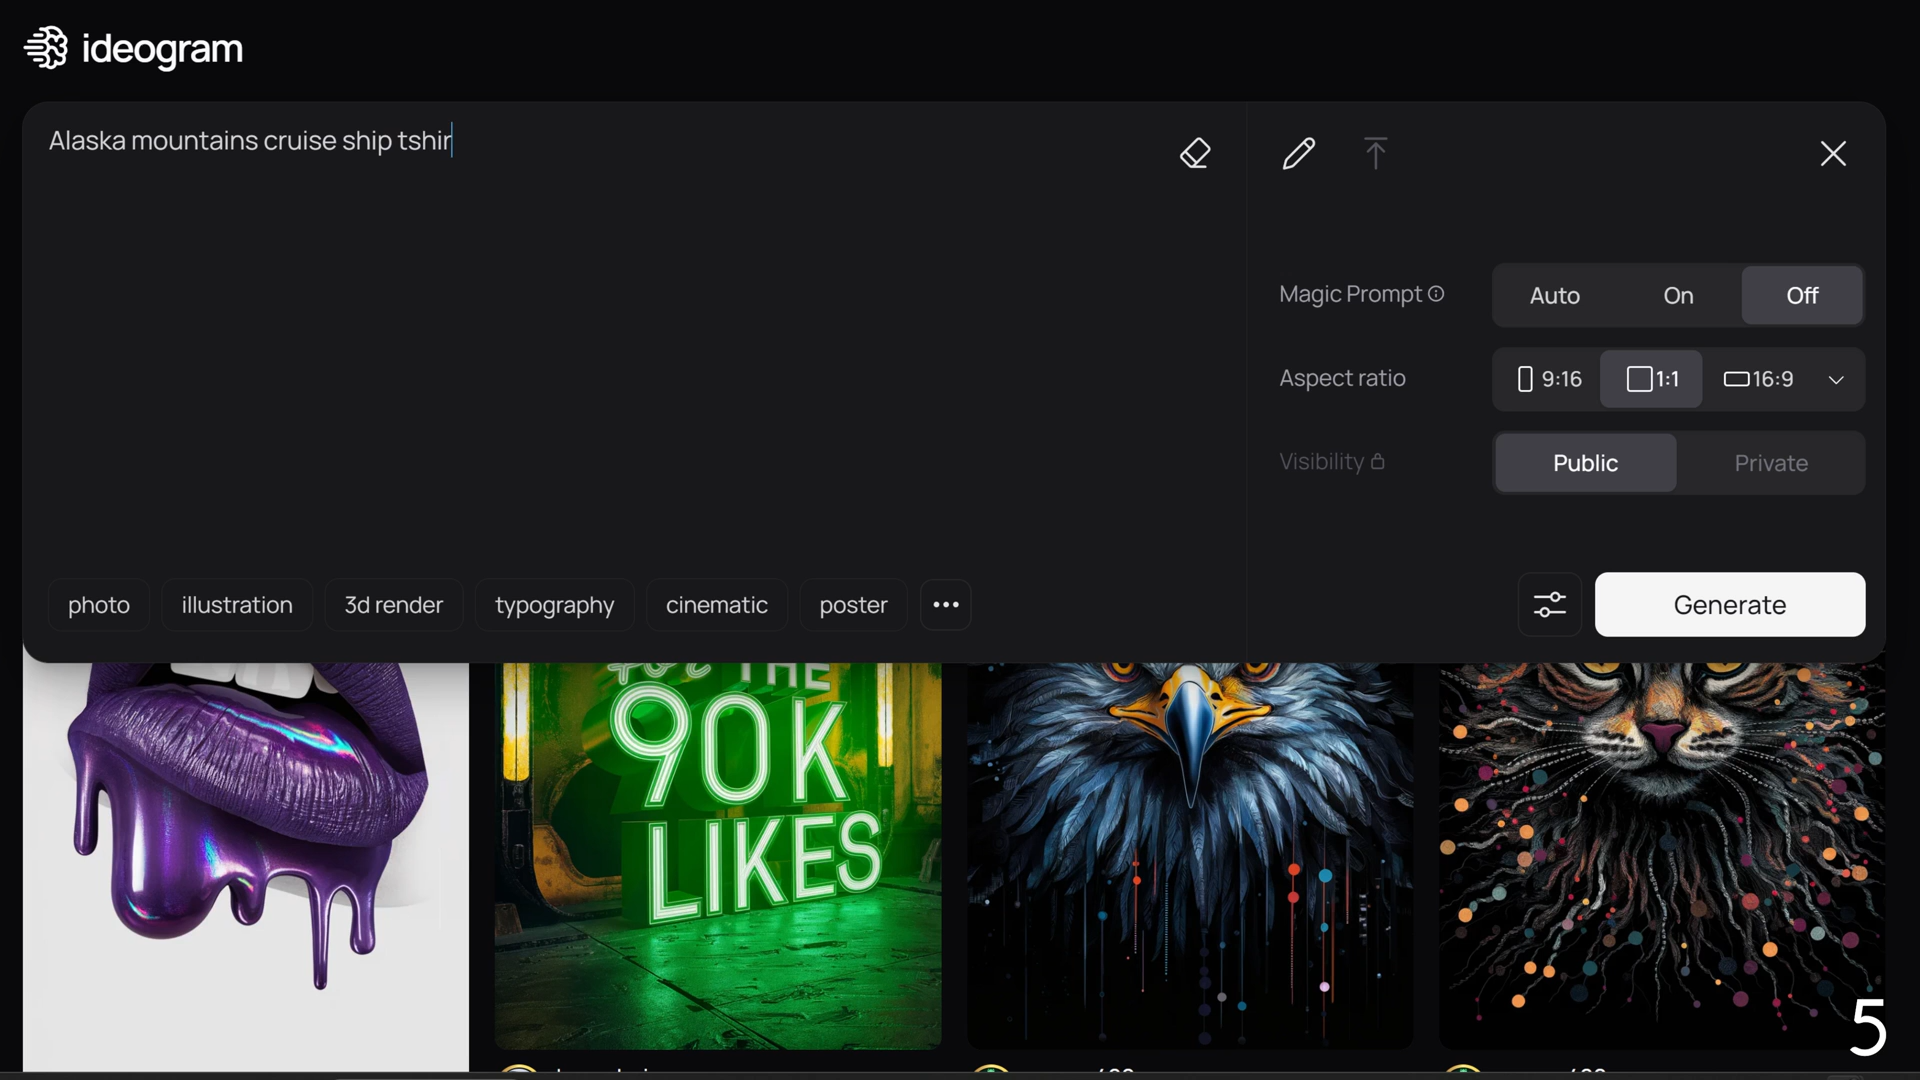 ideogram
Alaska mountains cruise ship tshir
Magic Prompt
Auto
On
Off
Aspect ratio
9:16
1:1
16:9
Visibility
Public
Private
photo
illustration
3d render
typography
cinematic
poster
Generate
THE
90K
LIKES
5